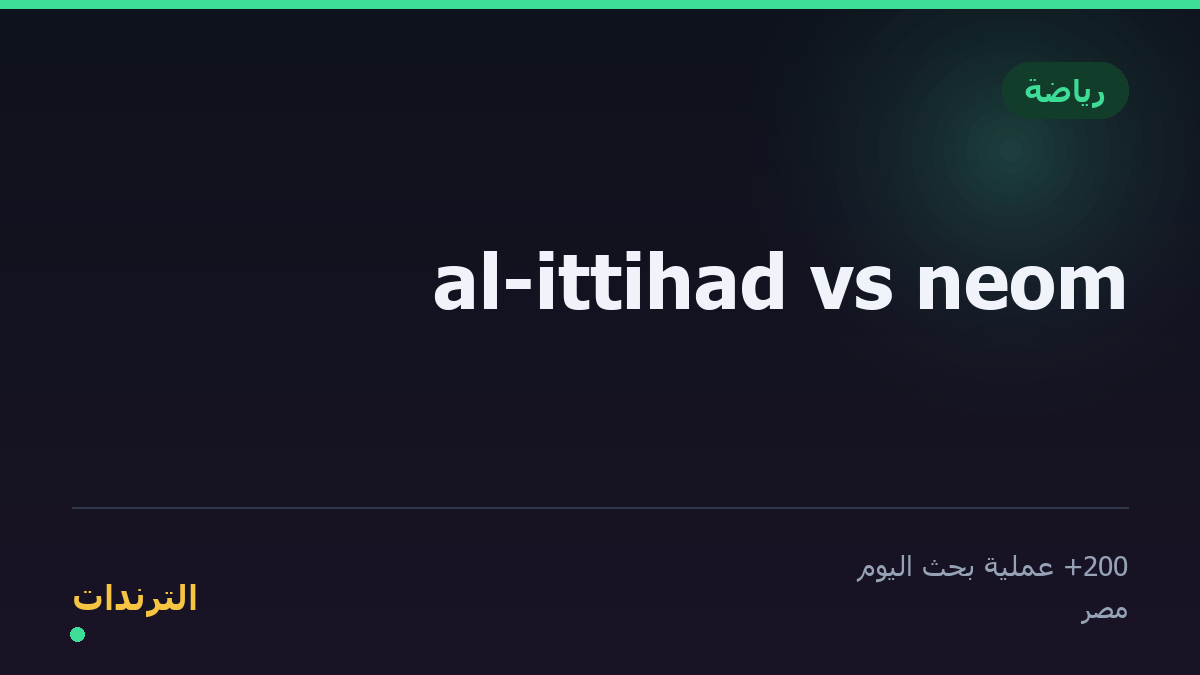 رياضة
al-ittihad vs neom
+200 عملية بحث اليوم
مصر
الترندات